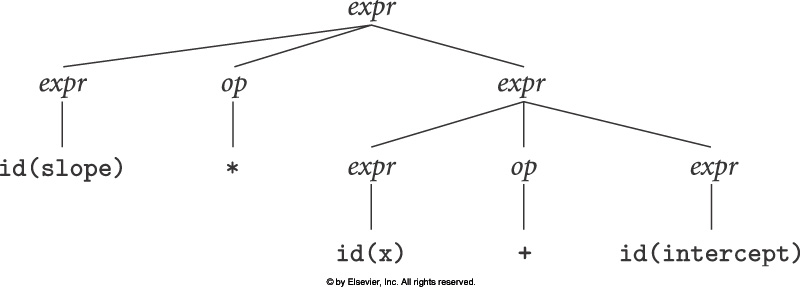 expr
expr op expr
id(slope) * expr op expr
id(x) + id(intercept)
© by Elsevier, Inc. All rights reserved.